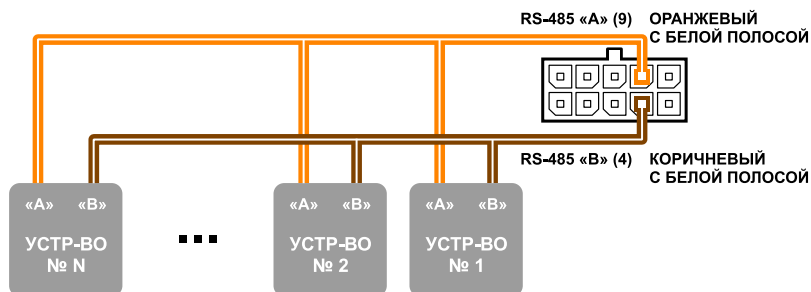 RS-485 «A» (9) ОРАНЖЕВЫЙ
С БЕЛОЙ ПОЛОСОЙ
RS-485 «B» (4) КОРИЧНЕВЫЙ
С БЕЛОЙ ПОЛОСОЙ
«A» «B»
УСТР-ВО
№ N
...
«A» «B»
УСТР-ВО
№ 2
«A» «B»
УСТР-ВО
№ 1